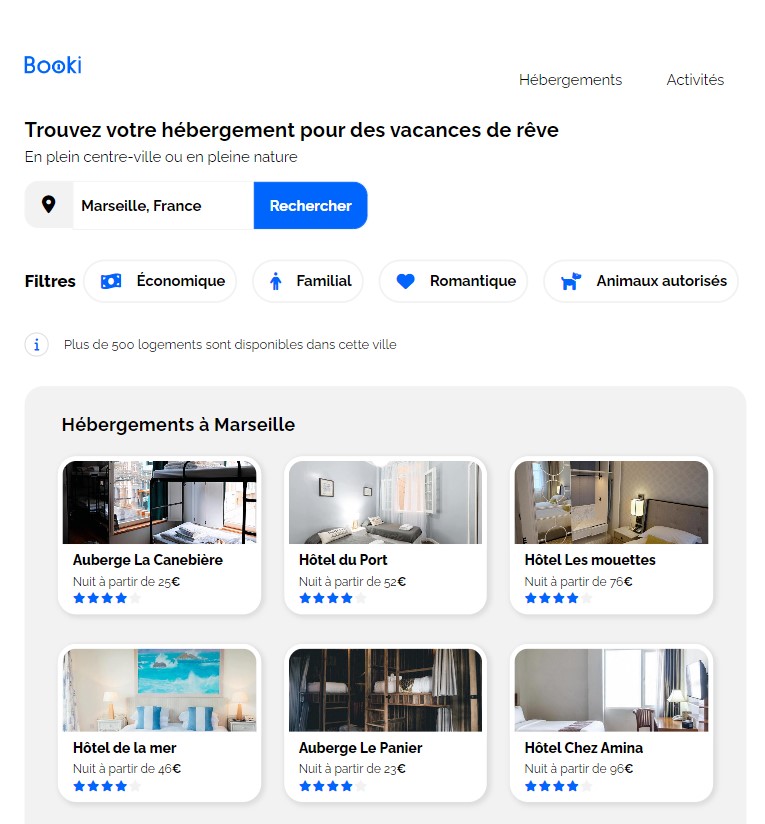 Booki
Hébergements Activités
Trouvez votre hébergement pour des vacances de rêve
En plein centre-ville ou en pleine nature
Marseille, France Rechercher
Filtres Économique Familial Romantique Animaux autorisés
Plus de 500 logements sont disponibles dans cette ville
Hébergements à Marseille
Auberge La Canebière Hôtel du Port Hôtel Les mouettes
Nuit à partir de 25€ Nuit à partir de 52€ Nuit à partir de 76€
Hôtel de la mer Auberge Le Panier Hôtel Chez Amina
Nuit à partir de 46€ Nuit à partir de 23€ Nuit à partir de 96€